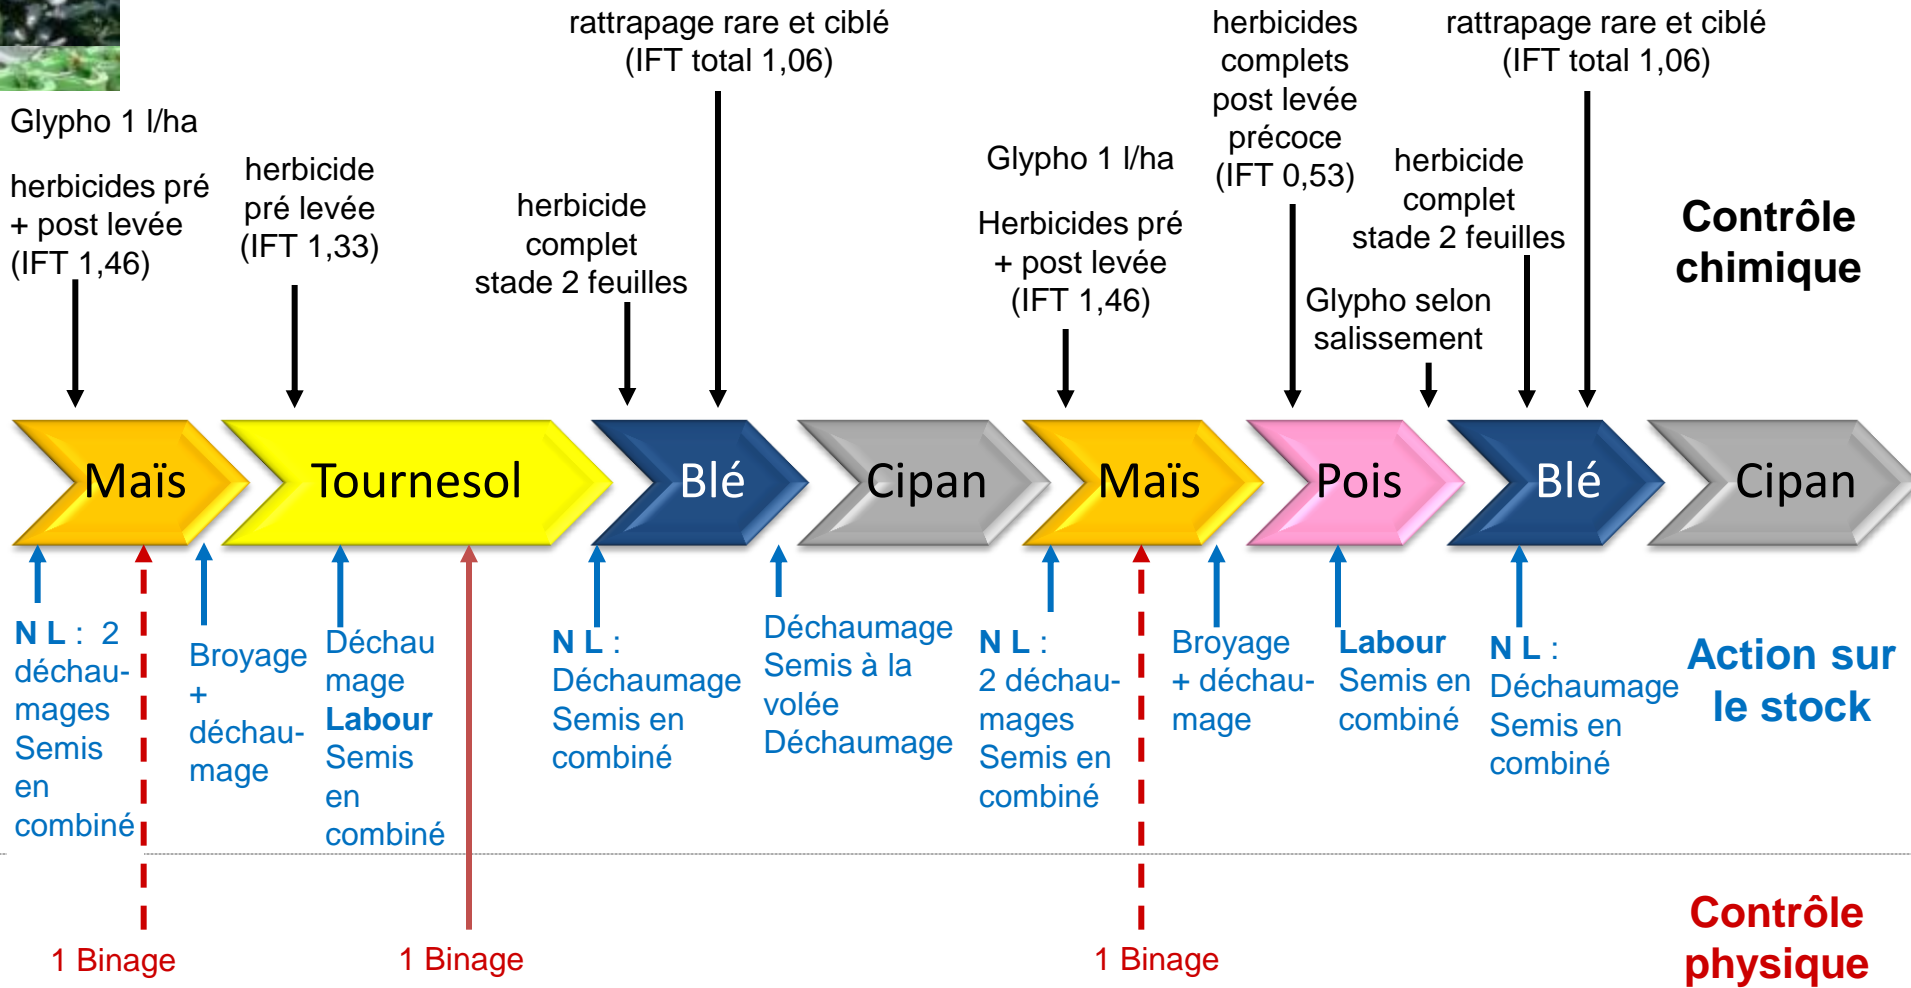 Glypho 1 l/ha
herbicides pré
+ post levée
(IFT 1,46)
herbicide
pré levée
(IFT 1,33)
herbicide
complet
stade 2 feuilles
rattrapage rare et ciblé
(IFT total 1,06)
Glypho 1 l/ha
Herbicides pré
+ post levée
(IFT 1,46)
herbicides
complets
post levée
précoce
(IFT 0,53)
Glypho selon
salissement
herbicide
complet
stade 2 feuilles
rattrapage rare et ciblé
(IFT total 1,06)
Contrôle
chimique
Maïs
Tournesol
Blé
Cipan
Maïs
Pois
Blé
Cipan
N L : 2
déchau-
mages
Semis
en
combiné
Broyage
+
déchau-
mage
Déchau
mage
Labour
Semis
en
combiné
N L :
Déchaumage
Semis en
combiné
Déchaumage
Semis à la
volée
Déchaumage
N L :
2 déchau-
mages
Semis en
combiné
Broyage
+ déchau-
mage
Labour
Semis en
combiné
N L :
Déchaumage
Semis en
combiné
Action sur
le stock
1 Binage
1 Binage
1 Binage
Contrôle
physique